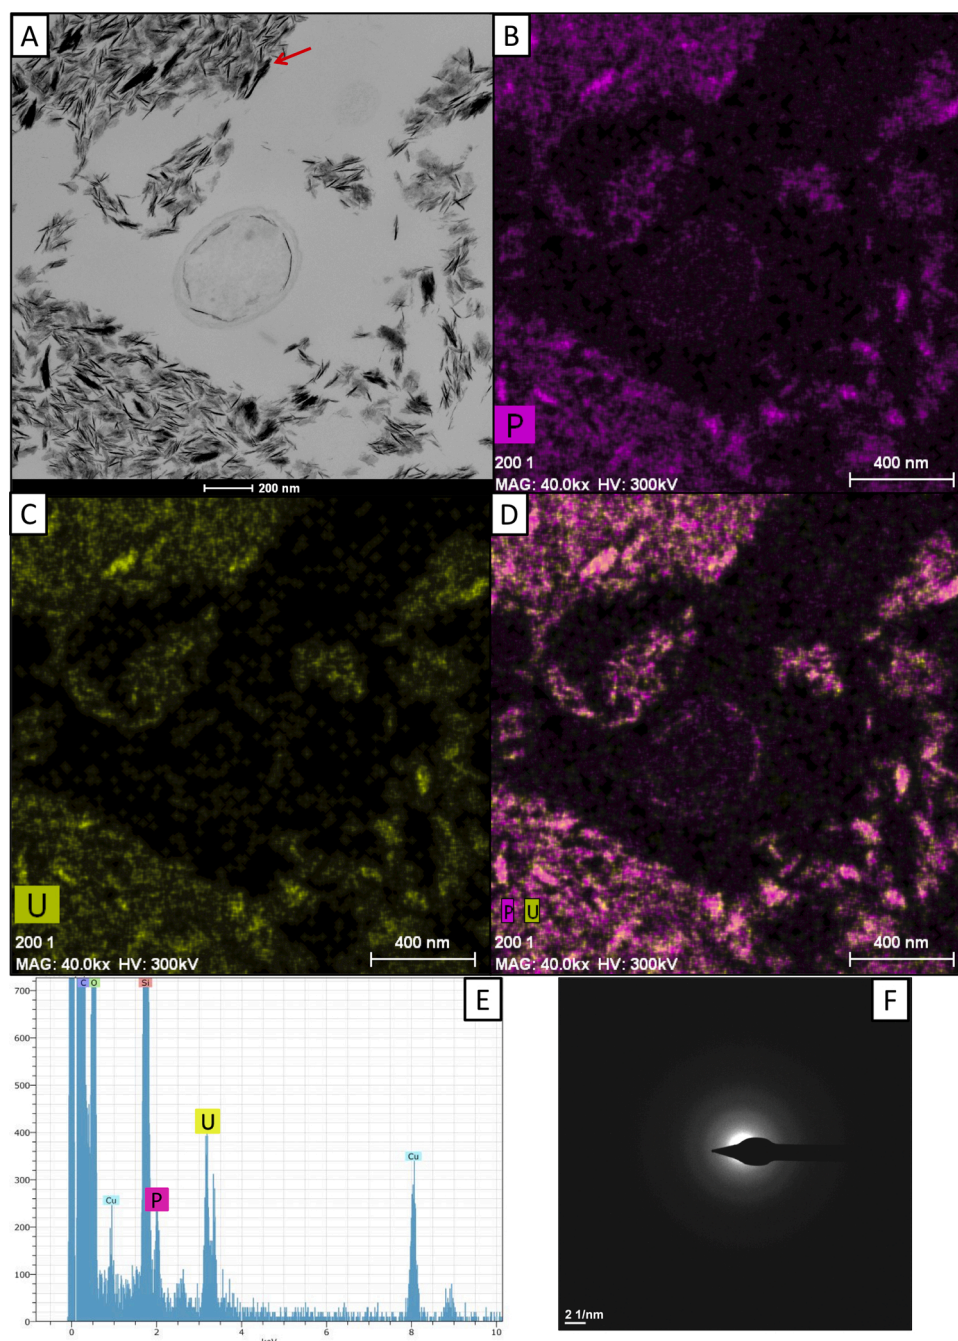 A
B
200 nm
P
200 1
400 nm
MAG: 40.0kx HV: 300kV
C
D
U
200 1
400 nm
MAG: 40.0kx HV: 300kV
P U
200 1
400 nm
MAG: 40.0kx HV: 300kV
E
F
C O Si
700
600
500
400
300
200
100
0
Cu
P
U
Cu
0 2 4 6 8 10
keV
2 1/nm